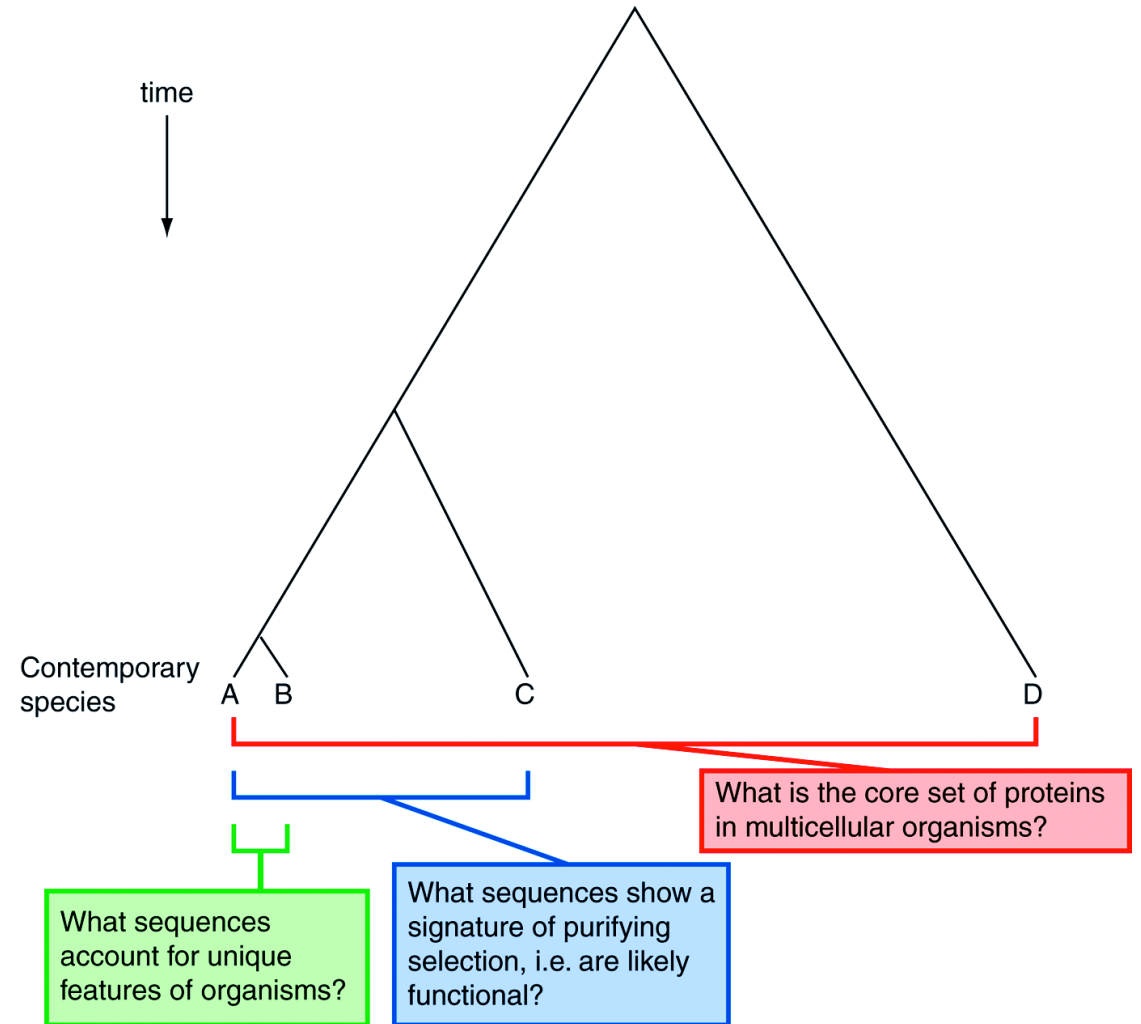 time
Contemporary
species
A B C D
What is the core set of proteins
in multicellular organisms?
What sequences show a
signature of purifying
selection, i.e. are likely
functional?
What sequences
account for unique
features of organisms?